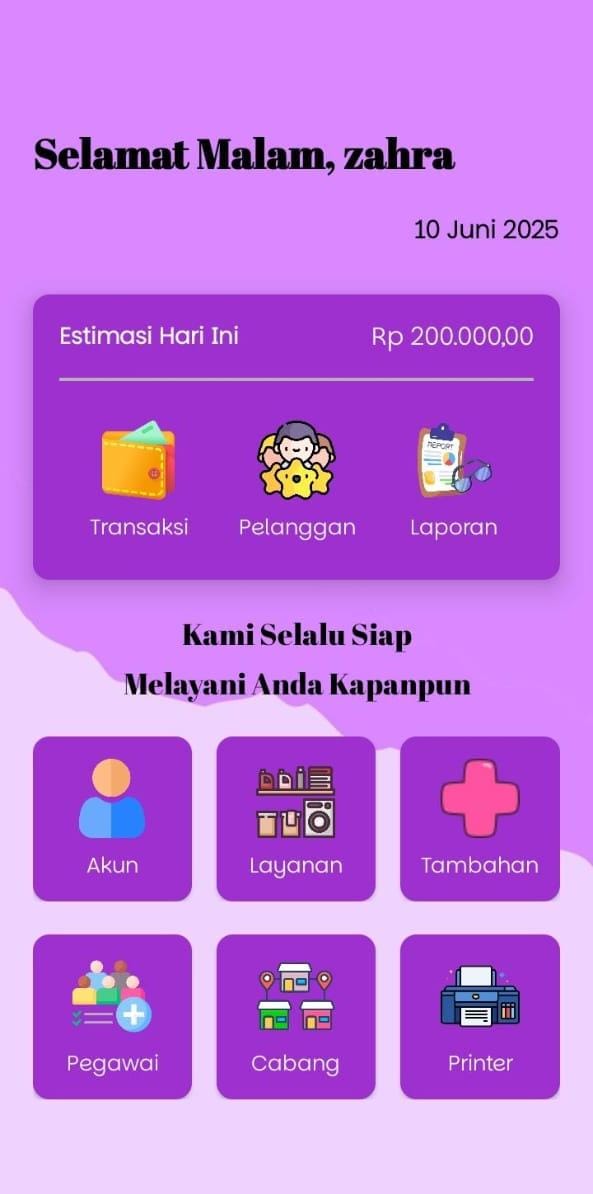 Selamat Malam, zahra
10 Juni 2025
Estimasi Hari Ini Rp 200.000,00
REPORT
Transaksi Pelanggan Laporan
Kami Selalu Siap
Melayani Anda Kapanpun
Akun Layanan Tambahan
Pegawai Cabang Printer